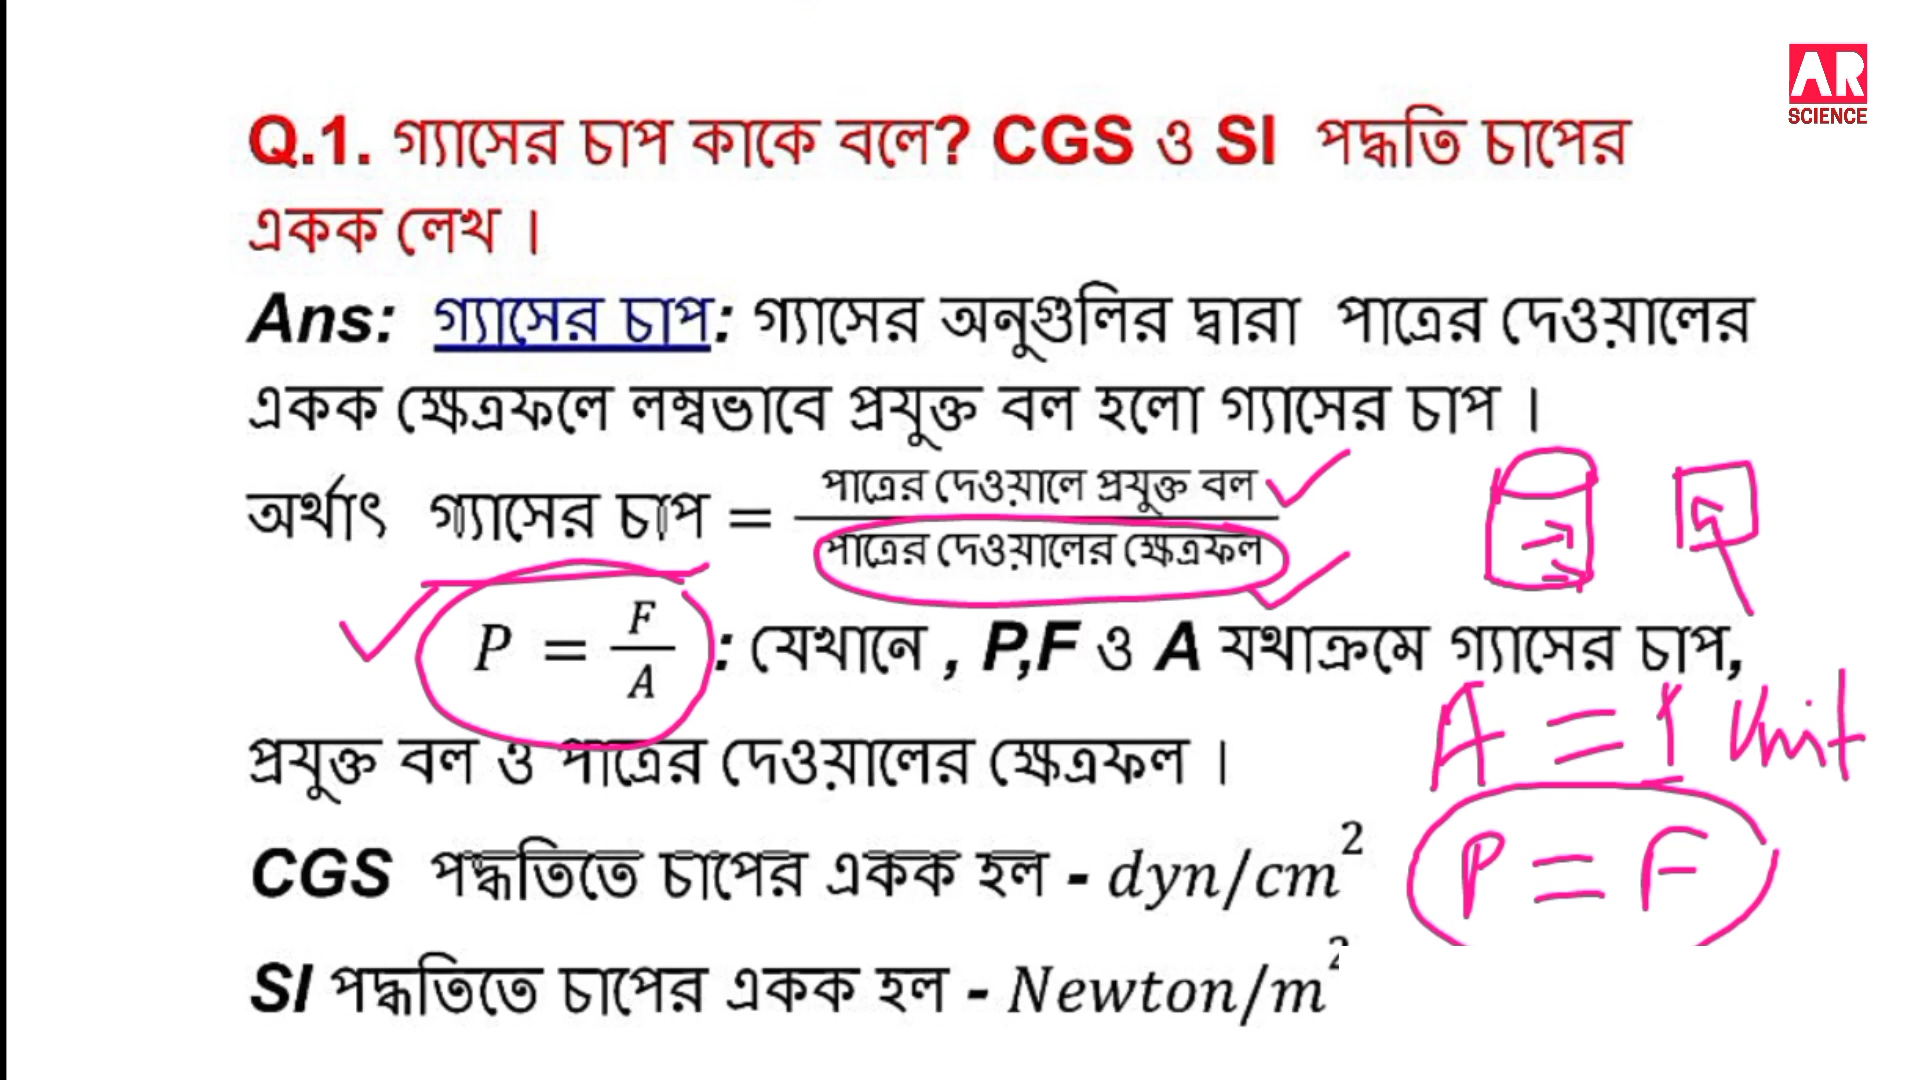 AR
SCIENCE
Q.1. গ্যাসের চাপ কাকে বলে? CGS ও SI পদ্ধতি চাপের
একক লেখ ।
Ans: গ্যাসের চাপ: গ্যাসের অনুগুলির দ্বারা পাত্রের দেওয়ালের
একক ক্ষেত্রফলে লম্বভাবে প্রযুক্ত বল হলো গ্যাসের চাপ ।
অর্থাৎ গ্যাসের চাপ = পাত্রের দেওয়ালে প্রযুক্ত বল / পাত্রের দেওয়ালের ক্ষেত্রফল
P = F/A : যেখানে , P,F ও A যথাক্রমে গ্যাসের চাপ,
A = 1 Unit
প্রযুক্ত বল ও পাত্রের দেওয়ালের ক্ষেত্রফল ।
P = F
CGS পদ্ধতিতে চাপের একক হল - dyn/cm²
SI পদ্ধতিতে চাপের একক হল - Newton/m²